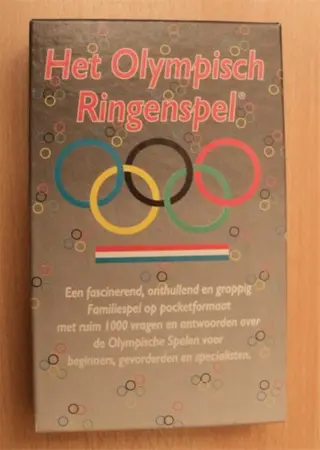 Het Olympisch
Ringenspel®
Een fascinerend, onthullend en grappig
Familiespel op pocketformaat
met ruim 1000 vragen en antwoorden over
de Olympische Spelen voor
beginners, gevorderden en specialisten.